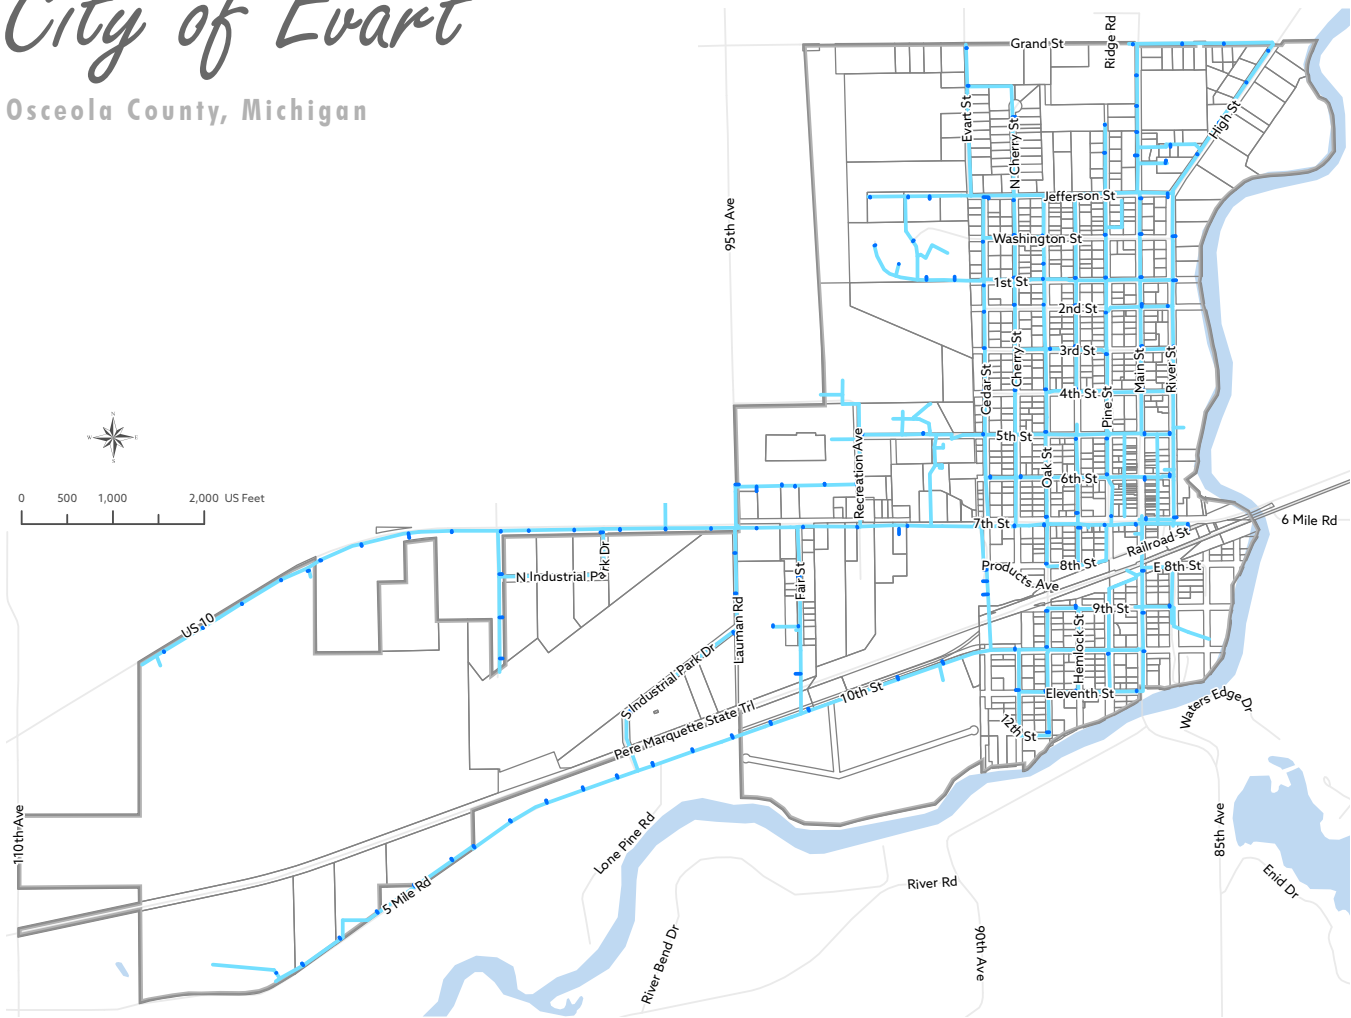 City of Evart
Osceola County, Michigan
Grand St
Ridge Rd
High St
Evart St
N Cherry St
Jefferson St
95th Ave
Washington St
1st St
2nd St
3rd St
Cherry St
Main St
River St
Cedar St
4th St
Pine St
5th St
Oak St
6th St
Recreation Ave
N
W E
S
0 500 1,000 2,000 US Feet
7th St
6 Mile Rd
Railroad St
8th St
E 8th St
Products Ave
N Industrial Pa
rk Dr
Fair St
US 10
9th St
Lauman Rd
Hemlock St
S Industrial Park Dr
10th St
Eleventh St
12th St
Waters Edge Dr
Pere Marquette State Trl
110th Ave
Lone Pine Rd
85th Ave
5 Mile Rd
River Rd
Enid Dr
River Bend Dr
90th Ave